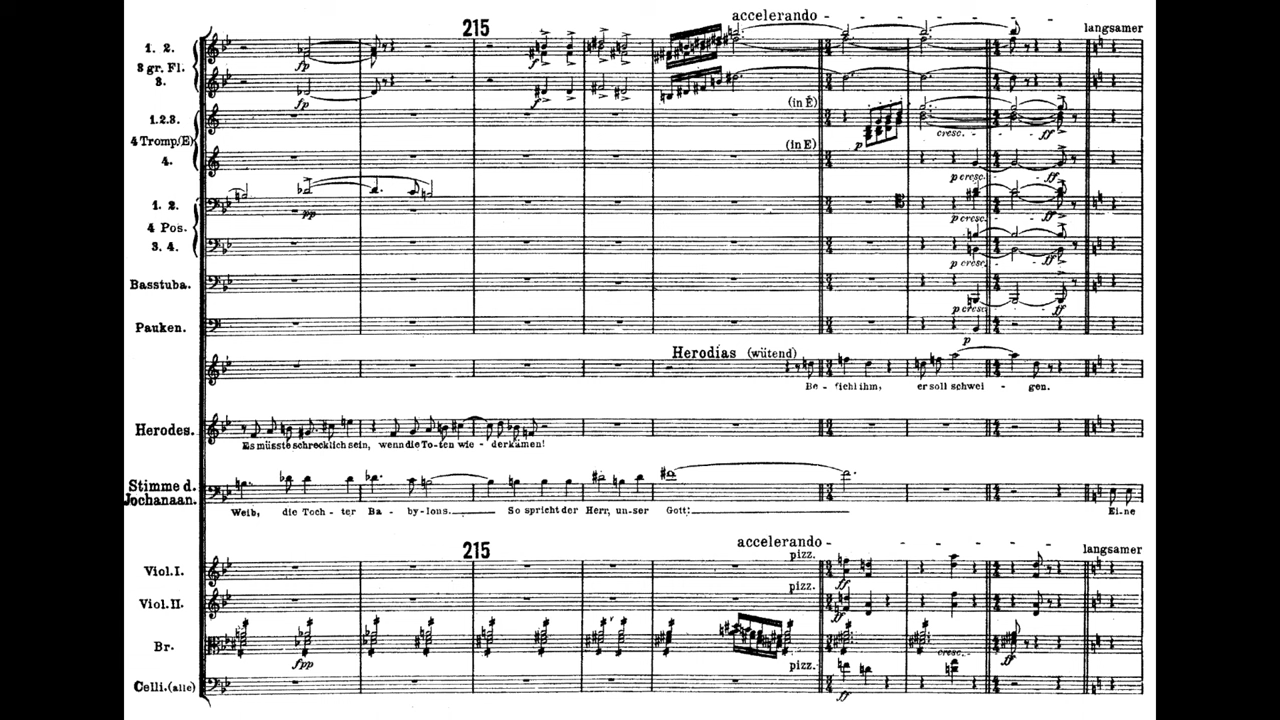 accelerando
215
langsamer
1. 2.
3 gr. Fl.
3.
fp
f
fp
f
1.2.3.
(in E)
4 Tromp(E)
p
cresc.
ff
4.
(in E)
p cresc.
ff
1. 2.
pp
p cresc.
ff
4 Pos.
3. 4.
p cresc.
ff
Basstuba.
p cresc.
ff
Pauken.
p
Herodias (wütend)
Be - fiehl ihm, er soll schwei - gen.
Herodes.
Es müsste schrecklich sein, wenn die To-ten wie - derkämen!
Stimme d.
Jochanaan.
Weib, die Toch - ter Ba - by-lons. So spricht der Herr, un-ser Gott: Ei-ne
accelerando
215
langsamer
pizz.
Viol. I.
ff
pizz.
Viol. II.
ff
Br.
fpp
cresc.
ff
pizz.
Celli. (alle)
ff